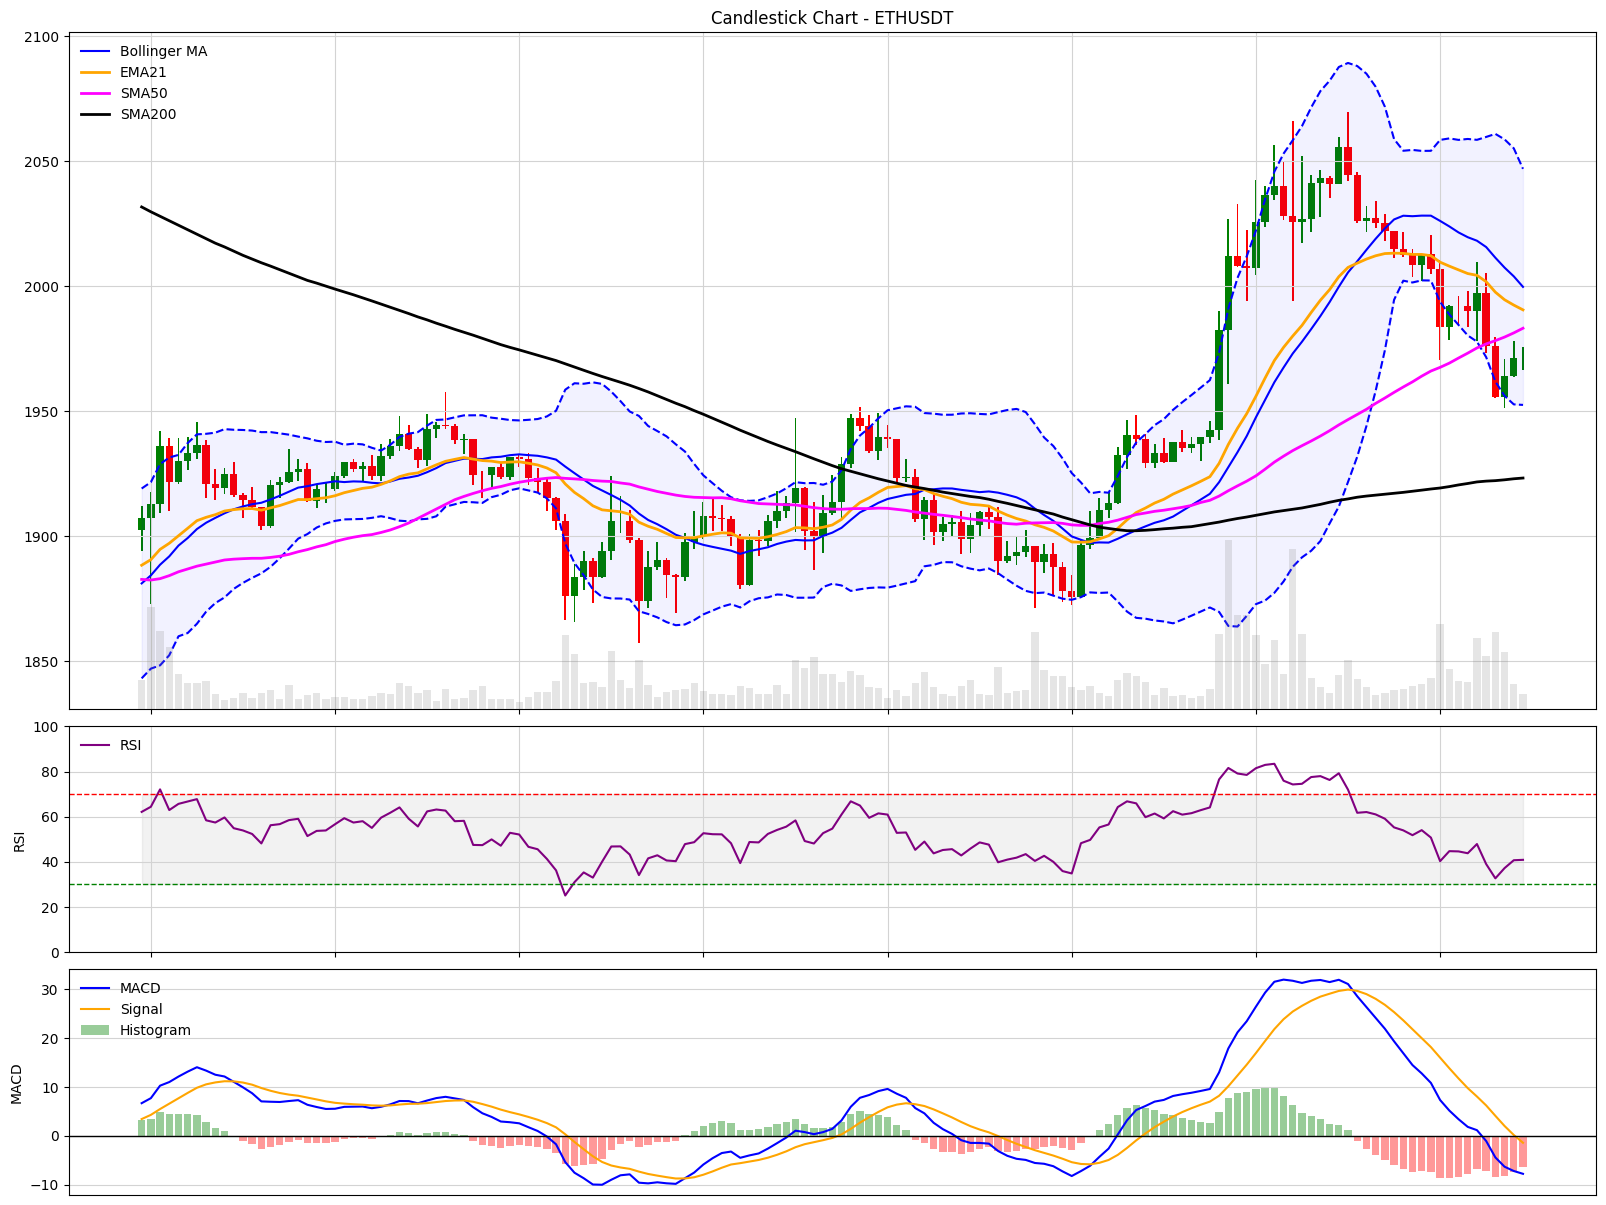 Candlestick Chart - ETHUSDT
Bollinger MA
EMA21
SMA50
SMA200
2100
2050
2000
1950
1900
1850
RSI
100
80
60
40
20
0
RSI
MACD
Signal
Histogram
30
20
10
0
−10
MACD